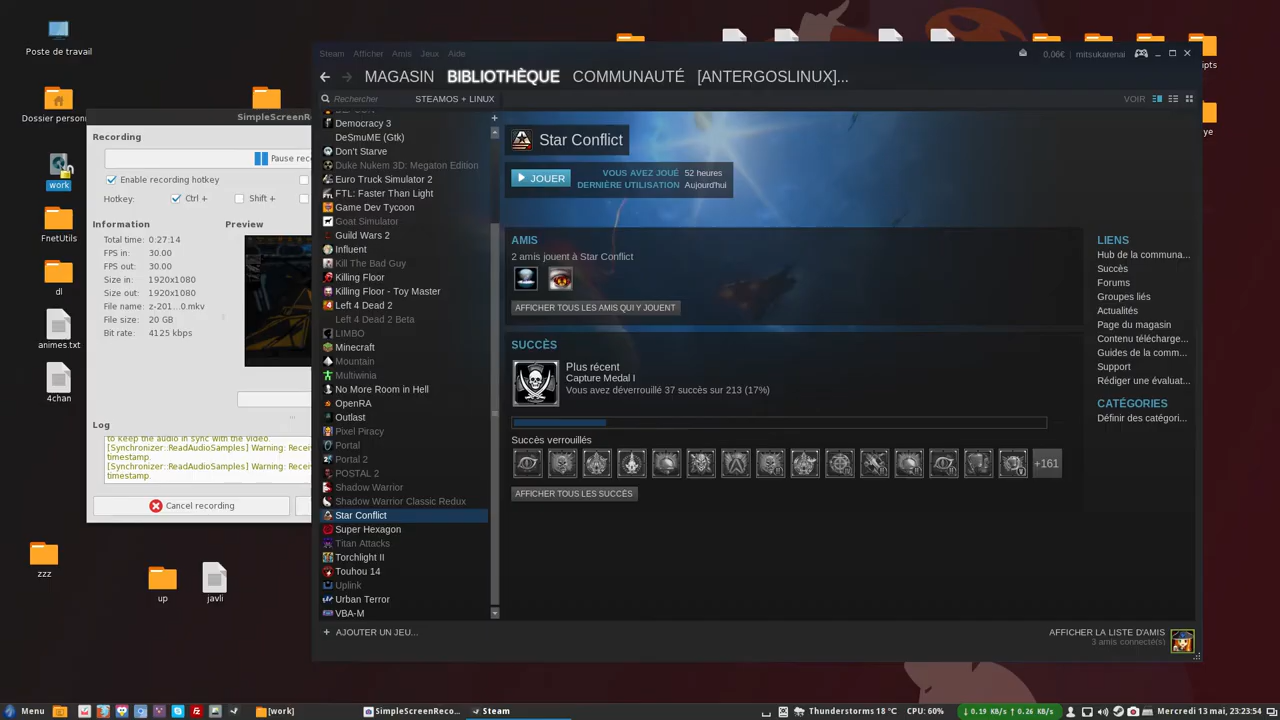 Poste de travail
Dossier person
work
FnetUtils
dl
animes.txt
4chan
zzz
up
javli
ipts
ye
SimpleScreenRe
Recording
Pause rec
Enable recording hotkey
Hotkey:
Ctrl +
Shift +
Information
Preview
Total time: 0:27:14
FPS in: 30.00
FPS out: 30.00
Size in: 1920x1080
Size out: 1920x1080
File name: z-201...0.mkv
File size: 20 GB
Bit rate: 4125 kbps
...
Log
to keep the audio in sync with the video.
[Synchronizer::ReadAudioSamples] Warning: Recei
timestamp.
[Synchronizer::ReadAudioSamples] Warning: Recei
timestamp.
Cancel recording
Steam Afficher Amis Jeux Aide
0,06€ | mitsukarenai
MAGASIN BIBLIOTHÈQUE COMMUNAUTÉ [ANTERGOSLINUX]...
Rechercher
STEAMOS + LINUX
VOIR
Democracy 3
DeSmuME (Gtk)
Don't Starve
Duke Nukem 3D: Megaton Edition
Euro Truck Simulator 2
FTL: Faster Than Light
Game Dev Tycoon
Goat Simulator
Guild Wars 2
Influent
Kill The Bad Guy
Killing Floor
Killing Floor - Toy Master
Left 4 Dead 2
Left 4 Dead 2 Beta
LIMBO
Minecraft
Mountain
Multiwinia
No More Room in Hell
OpenRA
Outlast
Pixel Piracy
Portal
Portal 2
POSTAL 2
Shadow Warrior
Shadow Warrior Classic Redux
Star Conflict
Super Hexagon
Titan Attacks
Torchlight II
Touhou 14
Uplink
Urban Terror
VBA-M
+ AJOUTER UN JEU...
Star Conflict
JOUER
VOUS AVEZ JOUÉ 52 heures
DERNIÈRE UTILISATION Aujourd'hui
AMIS
2 amis jouent à Star Conflict
AFFICHER TOUS LES AMIS QUI Y JOUENT
SUCCÈS
Plus récent
Capture Medal I
Vous avez déverrouillé 37 succès sur 213 (17%)
Succès verrouillés
+161
AFFICHER TOUS LES SUCCÈS
LIENS
Hub de la communa...
Succès
Forums
Groupes liés
Actualités
Page du magasin
Contenu télécharge...
Guides de la comm...
Support
Rédiger une évaluat...
CATÉGORIES
Définir des catégori...
AFFICHER LA LISTE D'AMIS
3 amis connecté(s)
Menu
[work]
SimpleScreenReco...
Steam
Thunderstorms 18 °C
CPU: 60%
↓ 0.19 KB/s ↑ 0.26 KB/s
Mercredi 13 mai, 23:23:54